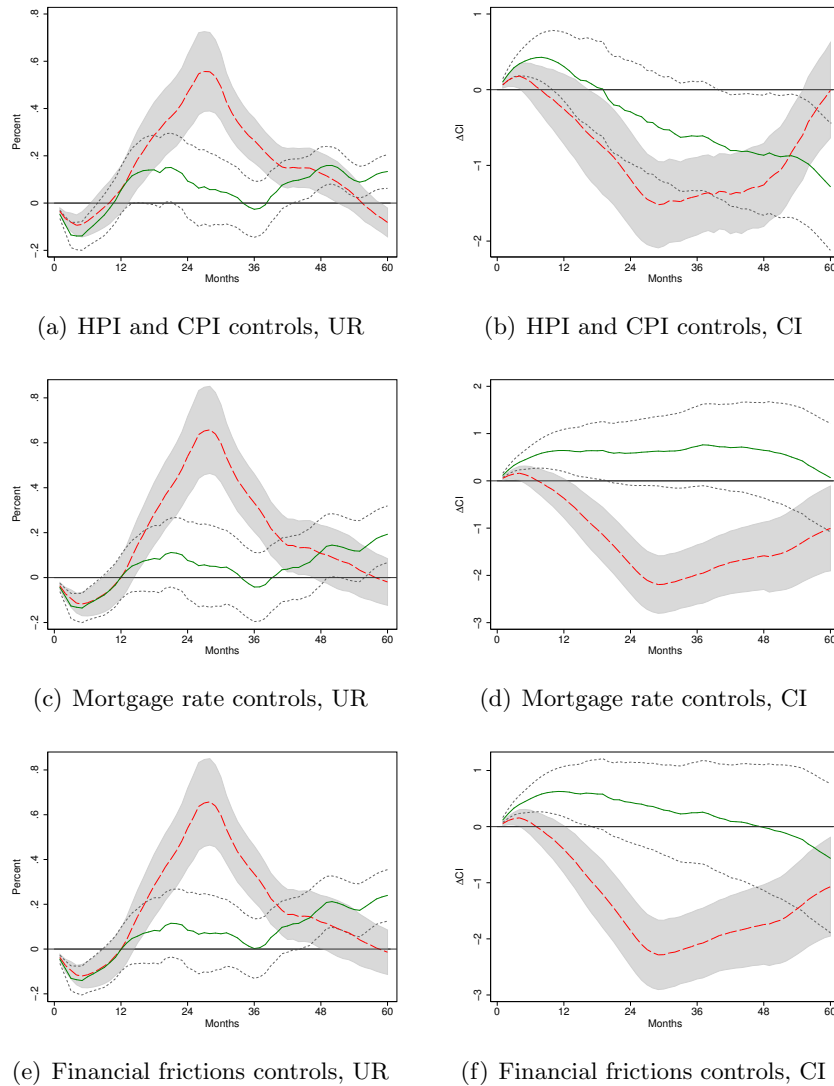 .8
.6
.4
.2
0
-.2
Percent
0 12 24 36 48 60
Months
1
0
-1
-2
ΔCI
0 12 24 36 48 60
Months
(a) HPI and CPI controls, UR
(b) HPI and CPI controls, CI
.8
.6
.4
.2
0
-.2
Percent
0 12 24 36 48 60
Months
2
1
0
-1
-2
-3
ΔCI
0 12 24 36 48 60
Months
(c) Mortgage rate controls, UR
(d) Mortgage rate controls, CI
.8
.6
.4
.2
0
-.2
Percent
0 12 24 36 48 60
Months
1
0
-1
-2
-3
ΔCI
0 12 24 36 48 60
Months
(e) Financial frictions controls, UR
(f) Financial frictions controls, CI